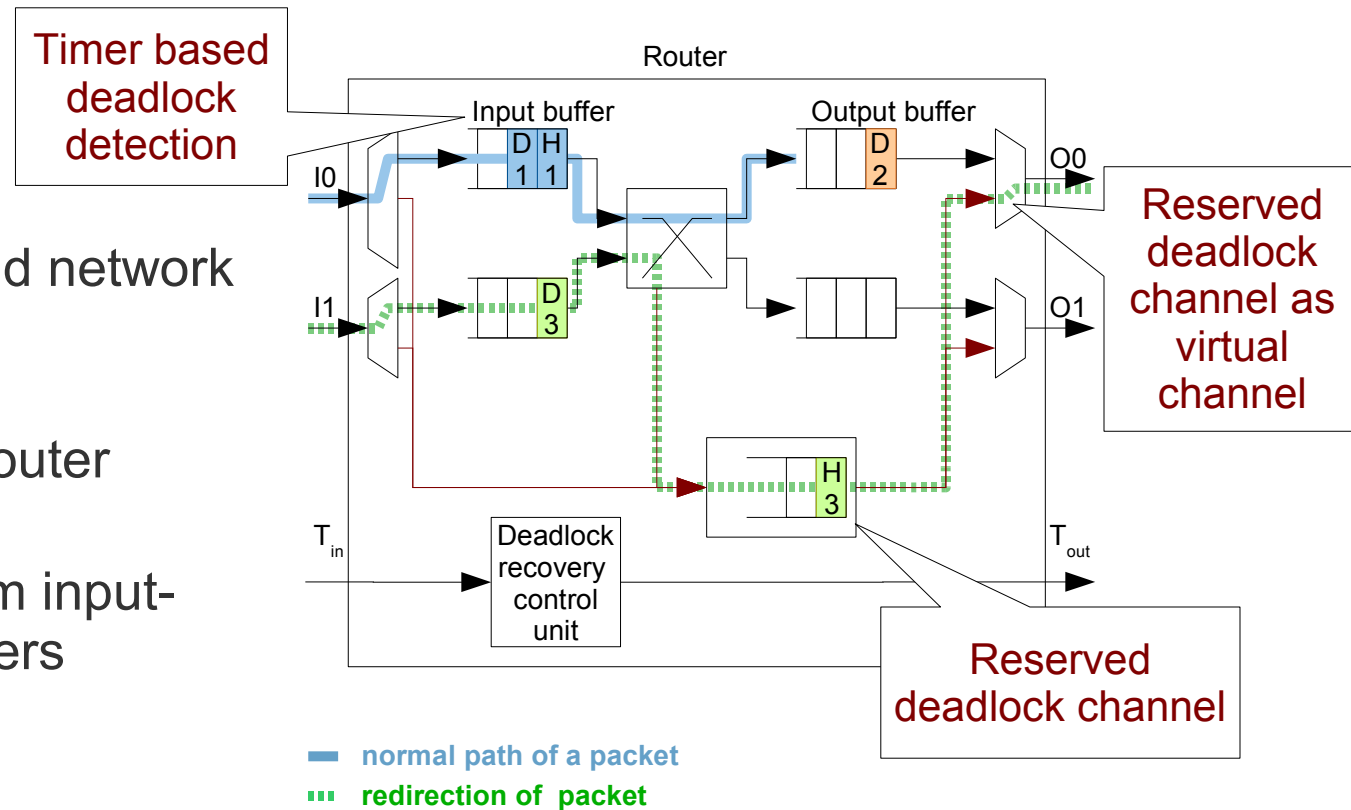 Timer based
deadlock
detection
d network
outer
m input-
ers
Router
Input buffer
Output buffer
D H
1 1
D
2
I0
O0
D
3
I1
O1
H
3
Tin
Tout
Deadlock
recovery
control
unit
Reserved
deadlock
channel as
virtual
channel
Reserved
deadlock channel
normal path of a packet
redirection of packet